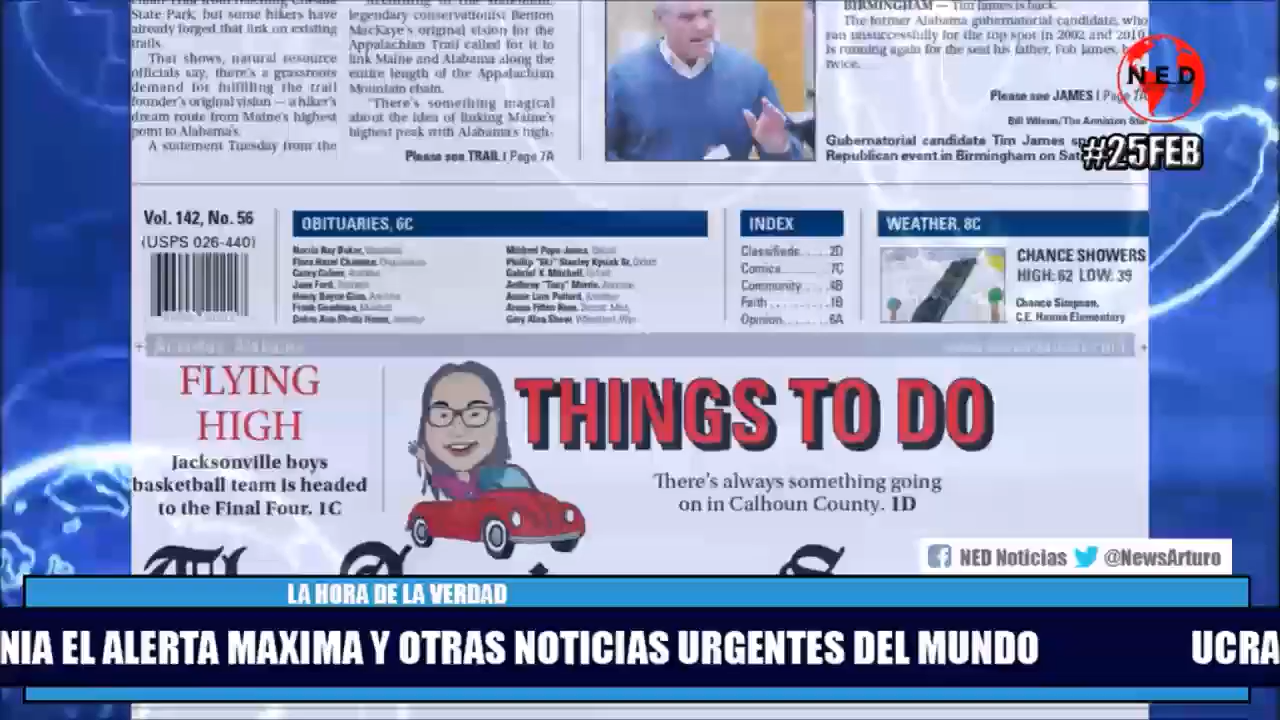 State Park, but some hikers have
already forged that link on existing
trails.
That shows, natural resource
officials say, there's a grassroots
demand for fulfilling the trail
founder's original vision — a hiker's
dream route from Maine's highest
point to Alabama's.
A statement Tuesday from the
legendary conservationist Benton
MacKaye's original vision for the
Appalachian Trail called for it to
link Maine and Alabama along the
entire length of the Appalachian
Mountain chain.
"There's something magical
about the idea of linking Maine's
highest peak with Alabama's high-
Please see TRAIL | Page 7A
BIRMINGHAM — Tim James is back.
The former Alabama gubernatorial candidate, who
ran unsuccessfully for the top spot in 2002 and 2010,
is running again for the seat his father, Fob James,
twice.
Please see JAMES | Page 7A
Bill Wilson/The Anniston Star
Gubernatorial candidate Tim James
Republican event in Birmingham on
NED
#25FEB
Vol. 142, No. 56
(USPS 026-440)
OBITUARIES, 6C
INDEX
Classifieds.....2D
Comics.....7C
Community.....4B
Faith.....1B
Opinion.....6A
WEATHER, 8C
CHANCE SHOWERS
HIGH: 62 LOW: 39
Chance Simpson,
C.E. Hanna Elementary
FLYING
HIGH
Jacksonville boys
basketball team is headed
to the Final Four. 1C
THINGS TO DO
There's always something going
on in Calhoun County. 1D
NED Noticias @NewsArturo
LA HORA DE LA VERDAD
NIA EL ALERTA MAXIMA Y OTRAS NOTICIAS URGENTES DEL MUNDO UCRA